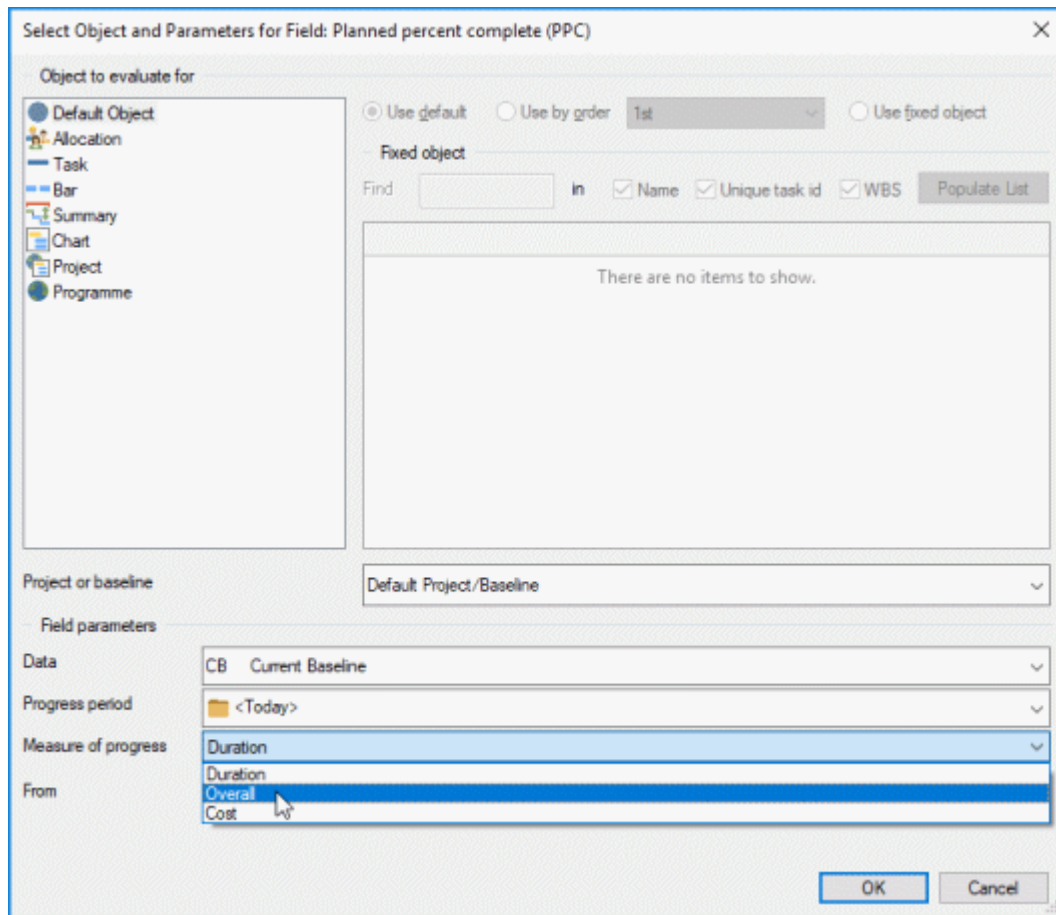 Select Object and Parameters for Field: Planned percent complete (PPC)
Object to evaluate for
Default Object
Allocation
Task
Bar
Summary
Chart
Project
Programme
Use default Use by order 1st Use fixed object
Fixed object
Find in Name Unique task id WBS Populate List
There are no items to show.
Project or baseline Default Project/Baseline
Field parameters
Data CB Current Baseline
Progress period <Today>
Measure of progress Duration
Duration
From Overall
Cost
OK Cancel